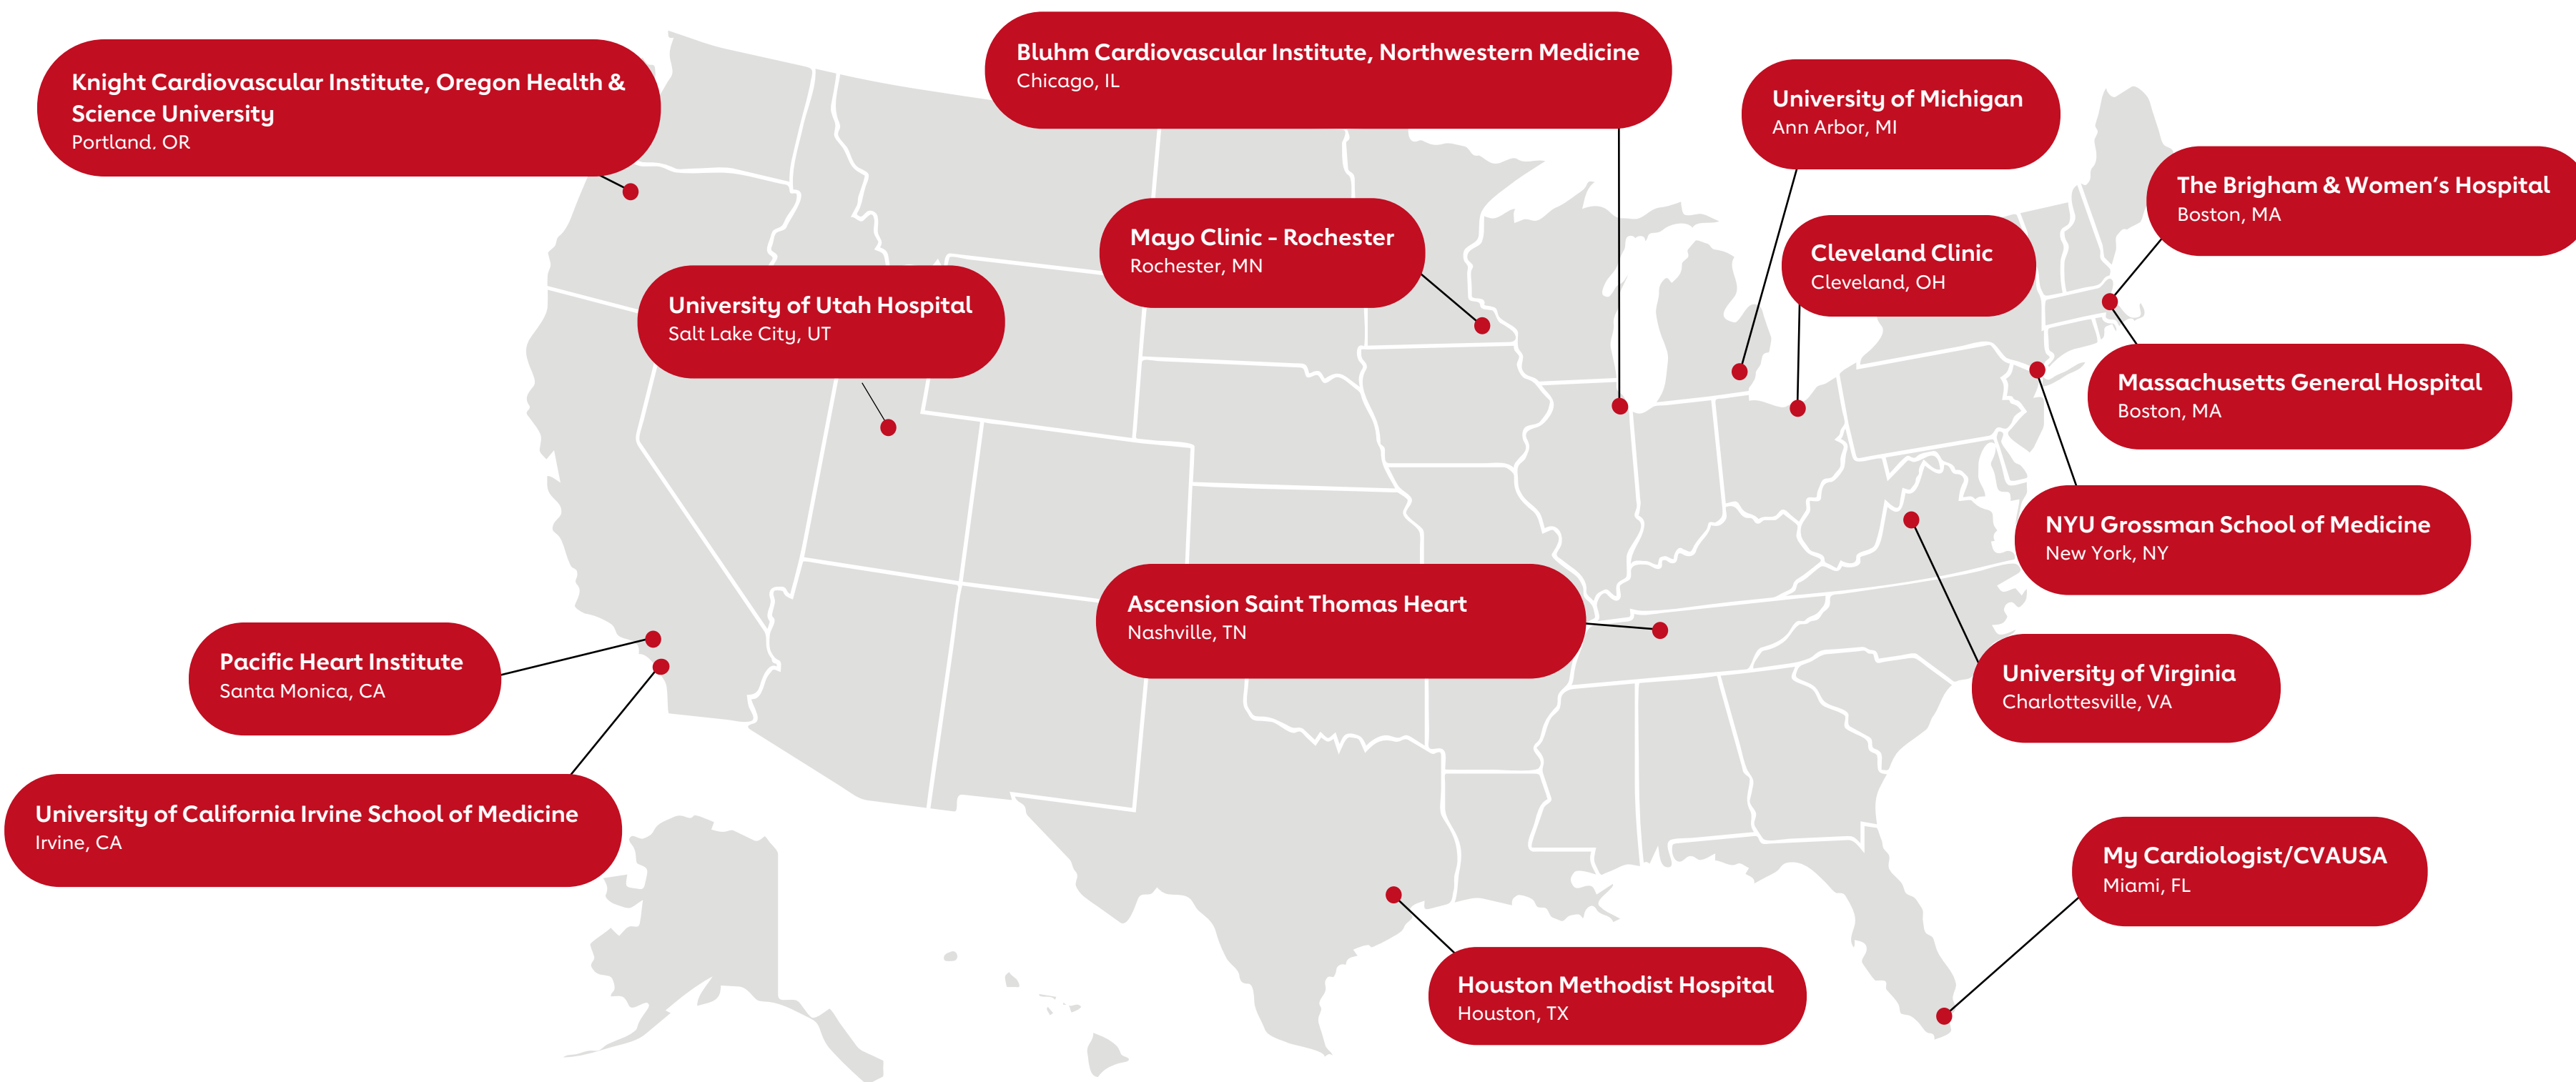 Knight Cardiovascular Institute, Oregon Health &
Science University
Portland, OR
Bluhm Cardiovascular Institute, Northwestern Medicine
Chicago, IL
University of Michigan
Ann Arbor, MI
The Brigham & Women’s Hospital
Boston, MA
Mayo Clinic - Rochester
Rochester, MN
Cleveland Clinic
Cleveland, OH
University of Utah Hospital
Salt Lake City, UT
Massachusetts General Hospital
Boston, MA
NYU Grossman School of Medicine
New York, NY
Ascension Saint Thomas Heart
Nashville, TN
Pacific Heart Institute
Santa Monica, CA
University of Virginia
Charlottesville, VA
University of California Irvine School of Medicine
Irvine, CA
My Cardiologist/CVAUSA
Miami, FL
Houston Methodist Hospital
Houston, TX